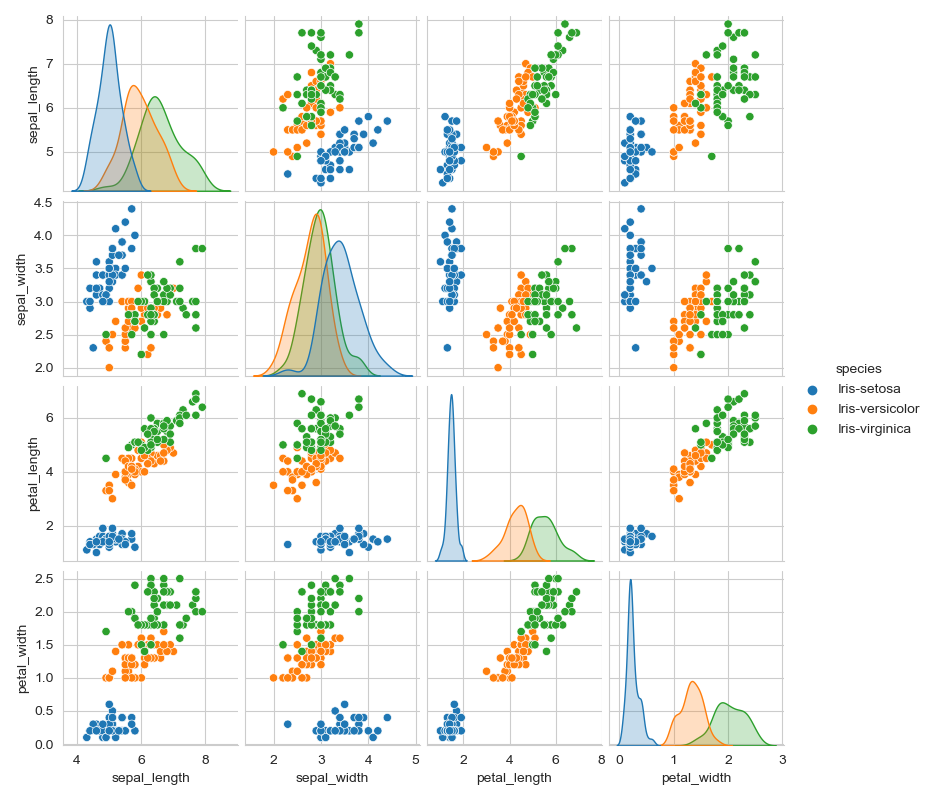 8
7
6
5
sepal_length
4.5
4.0
3.5
3.0
2.5
2.0
sepal_width
6
4
2
petal_length
2.5
2.0
1.5
1.0
0.5
0.0
petal_width
4 6 8
sepal_length
2 3 4 5
sepal_width
2 4 6 8
petal_length
0 1 2 3
petal_width
species
Iris-setosa
Iris-versicolor
Iris-virginica